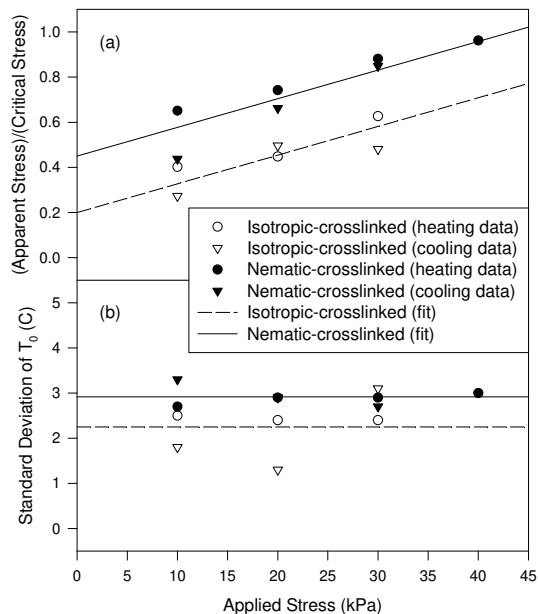 (a)
(Apparent Stress)/(Critical Stress)
1.0
0.8
0.6
0.4
0.2
0.0
Isotropic-crosslinked (heating data)
Isotropic-crosslinked (cooling data)
Nematic-crosslinked (heating data)
Nematic-crosslinked (cooling data)
Isotropic-crosslinked (fit)
Nematic-crosslinked (fit)
(b)
Standard Deviation of T0 (C)
5
4
3
2
1
0
0 5 10 15 20 25 30 35 40 45
Applied Stress (kPa)